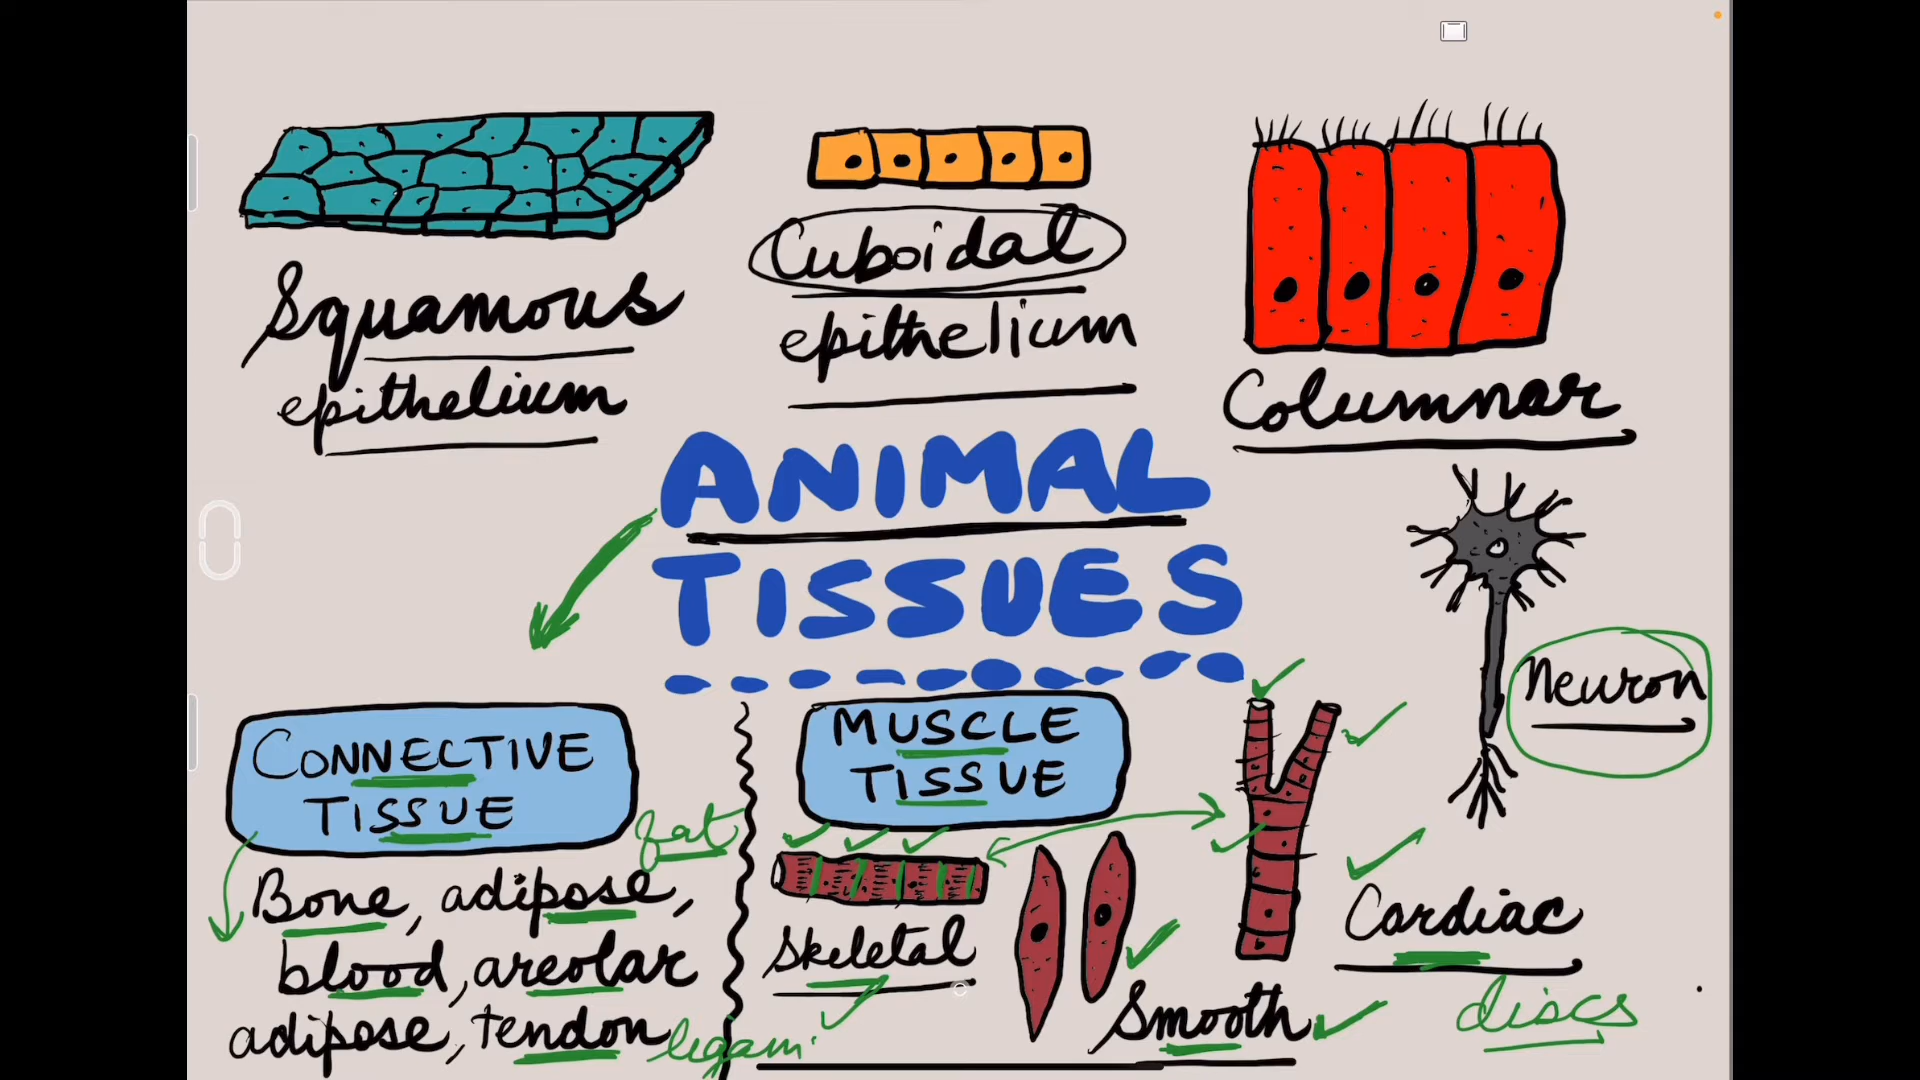 Squamous
epithelium
Cuboidal
epithelium
Columnar
ANIMAL
TISSUES
Neuron
CONNECTIVE
TISSUE
fat
Bone, adipose,
blood, areolar
adipose, tendon
legam
MUSCLE
TISSUE
Skeletal
Smooth
Cardiac
discs